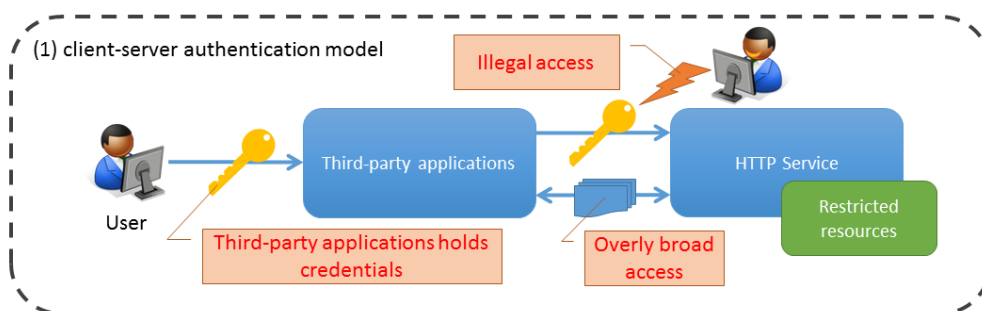 (1) client-server authentication model
Illegal access
Third-party applications
HTTP Service
User
Restricted
resources
Third-party applications holds
credentials
Overly broad
access